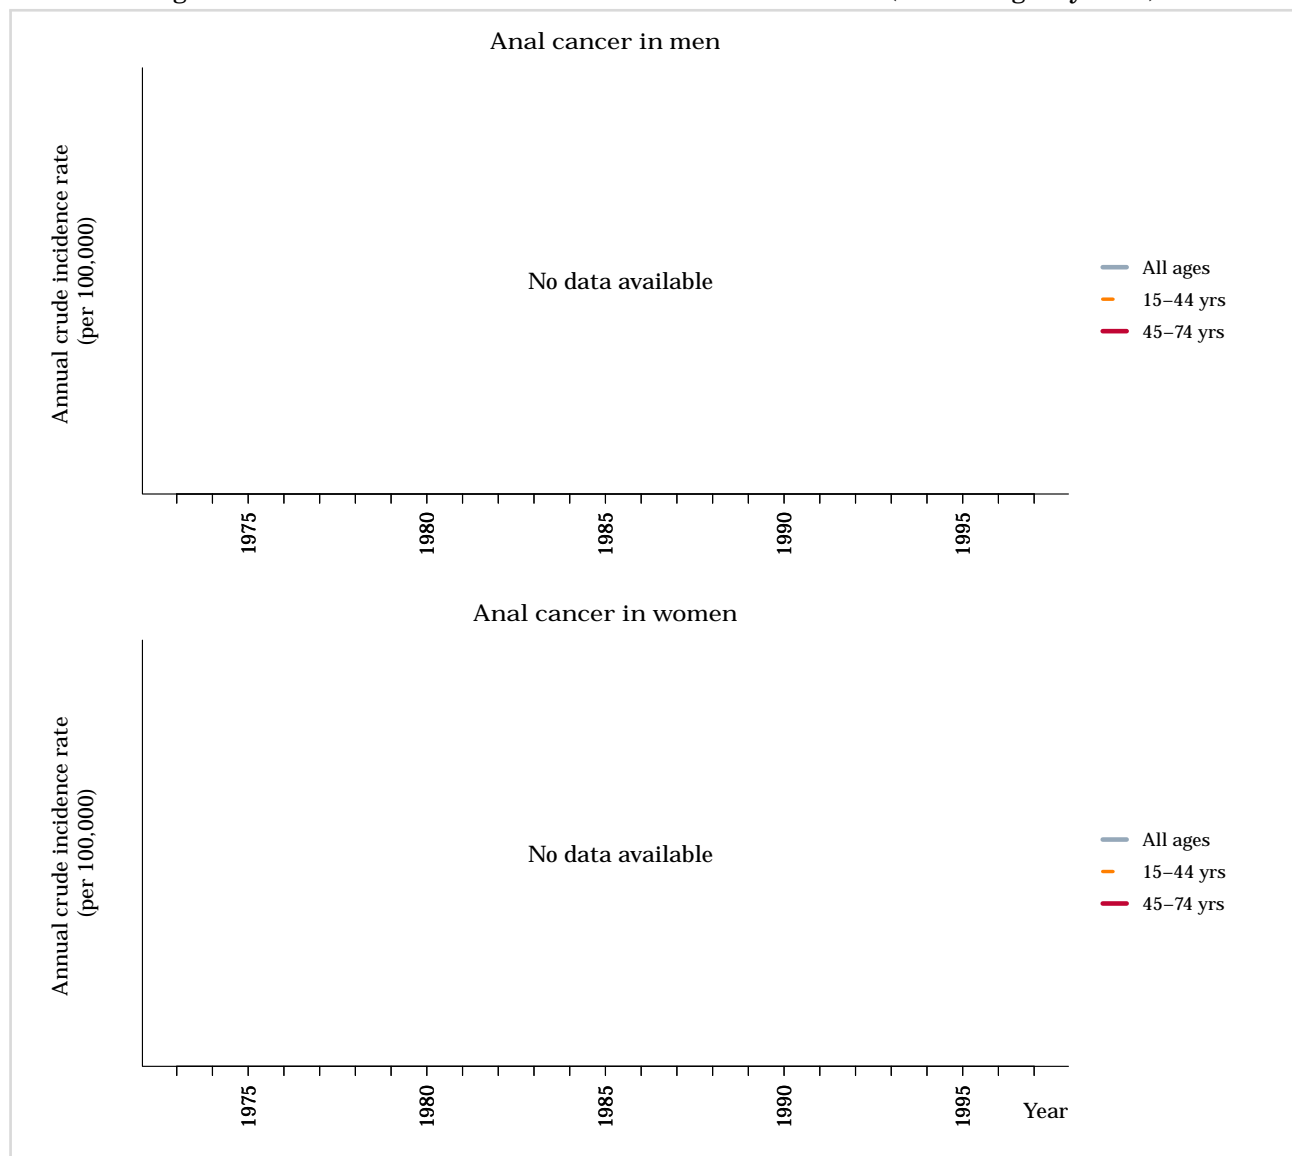 Anal cancer in men
Annual crude incidence rate
(per 100,000)
No data available
All ages
15–44 yrs
45–74 yrs
1975
1980
1985
1990
1995
Anal cancer in women
Annual crude incidence rate
(per 100,000)
No data available
All ages
15–44 yrs
45–74 yrs
1975
1980
1985
1990
1995
Year